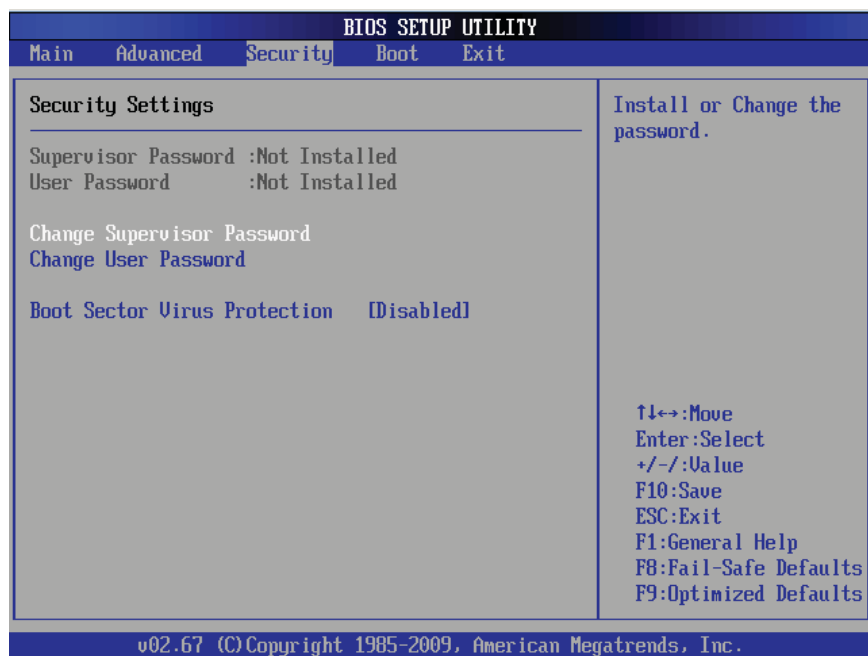 BIOS SETUP UTILITY
Main Advanced Security Boot Exit
Security Settings
Supervisor Password :Not Installed
User Password :Not Installed
Change Supervisor Password
Change User Password
Boot Sector Virus Protection [Disabled]
Install or Change the
password.
↑↓←→:Move
Enter:Select
+/-/:Value
F10:Save
ESC:Exit
F1:General Help
F8:Fail-Safe Defaults
F9:Optimized Defaults
v02.67 (C)Copyright 1985-2009, American Megatrends, Inc.